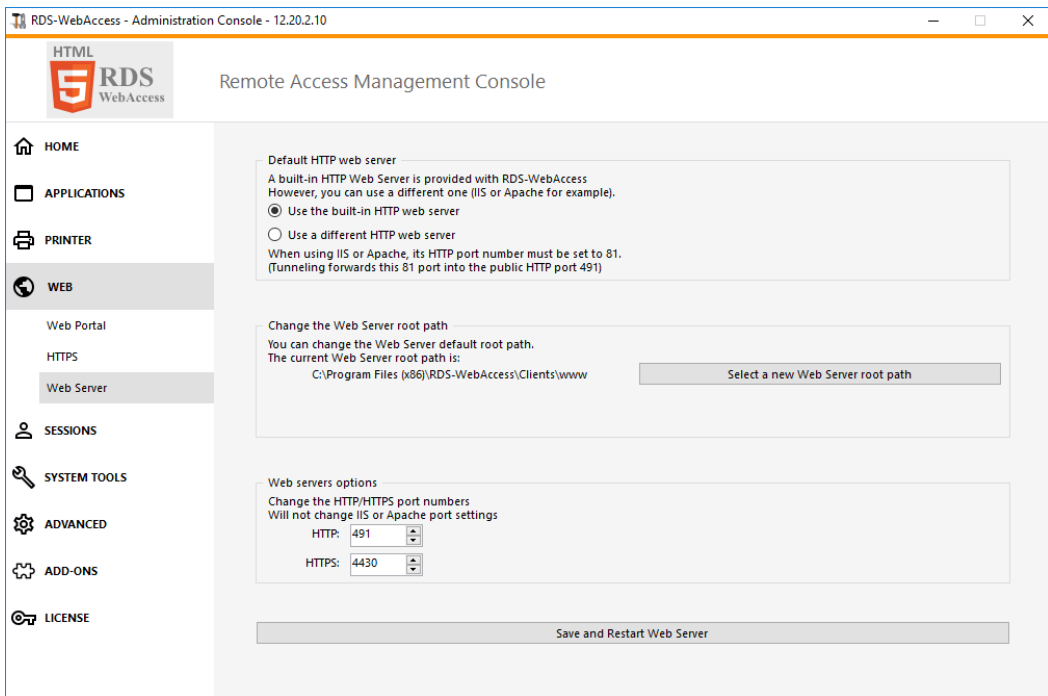 RDS-WebAccess - Administration Console - 12.20.2.10
HTML
5 RDS
WebAccess
Remote Access Management Console
HOME
APPLICATIONS
PRINTER
WEB
Web Portal
HTTPS
Web Server
SESSIONS
SYSTEM TOOLS
ADVANCED
ADD-ONS
LICENSE
Default HTTP web server
A built-in HTTP Web Server is provided with RDS-WebAccess
However, you can use a different one (IIS or Apache for example).
Use the built-in HTTP web server
Use a different HTTP web server
When using IIS or Apache, its HTTP port number must be set to 81.
(Tunneling forwards this 81 port into the public HTTP port 491)
Change the Web Server root path
You can change the Web Server default root path.
The current Web Server root path is:
C:\Program Files (x86)\RDS-WebAccess\Clients\www
Select a new Web Server root path
Web servers options
Change the HTTP/HTTPS port numbers
Will not change IIS or Apache port settings
HTTP: 491
HTTPS: 4430
Save and Restart Web Server